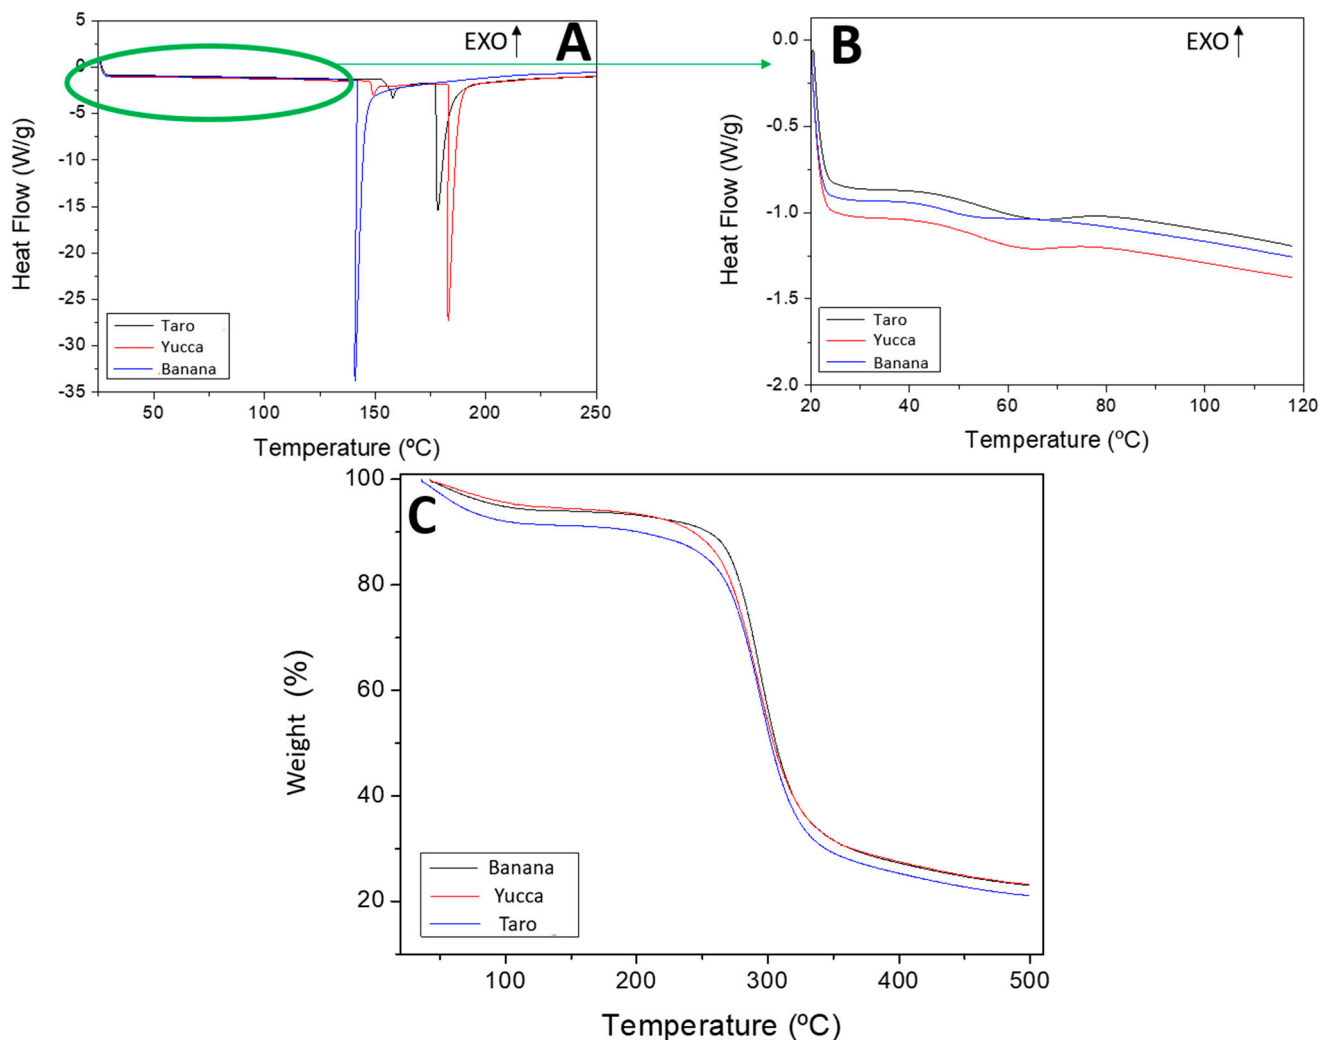 A
EXO
5
0
-5
-10
-15
-20
-25
-30
-35
Heat Flow (W/g)
Taro
Yucca
Banana
50
100
150
200
250
Temperature (ºC)
B
EXO
0.0
-0.5
-1.0
-1.5
-2.0
Heat Flow (W/g)
Taro
Yucca
Banana
20
40
60
80
100
120
Temperature (ºC)
C
100
80
60
40
20
Weight (%)
Banana
Yucca
Taro
100
200
300
400
500
Temperature (ºC)